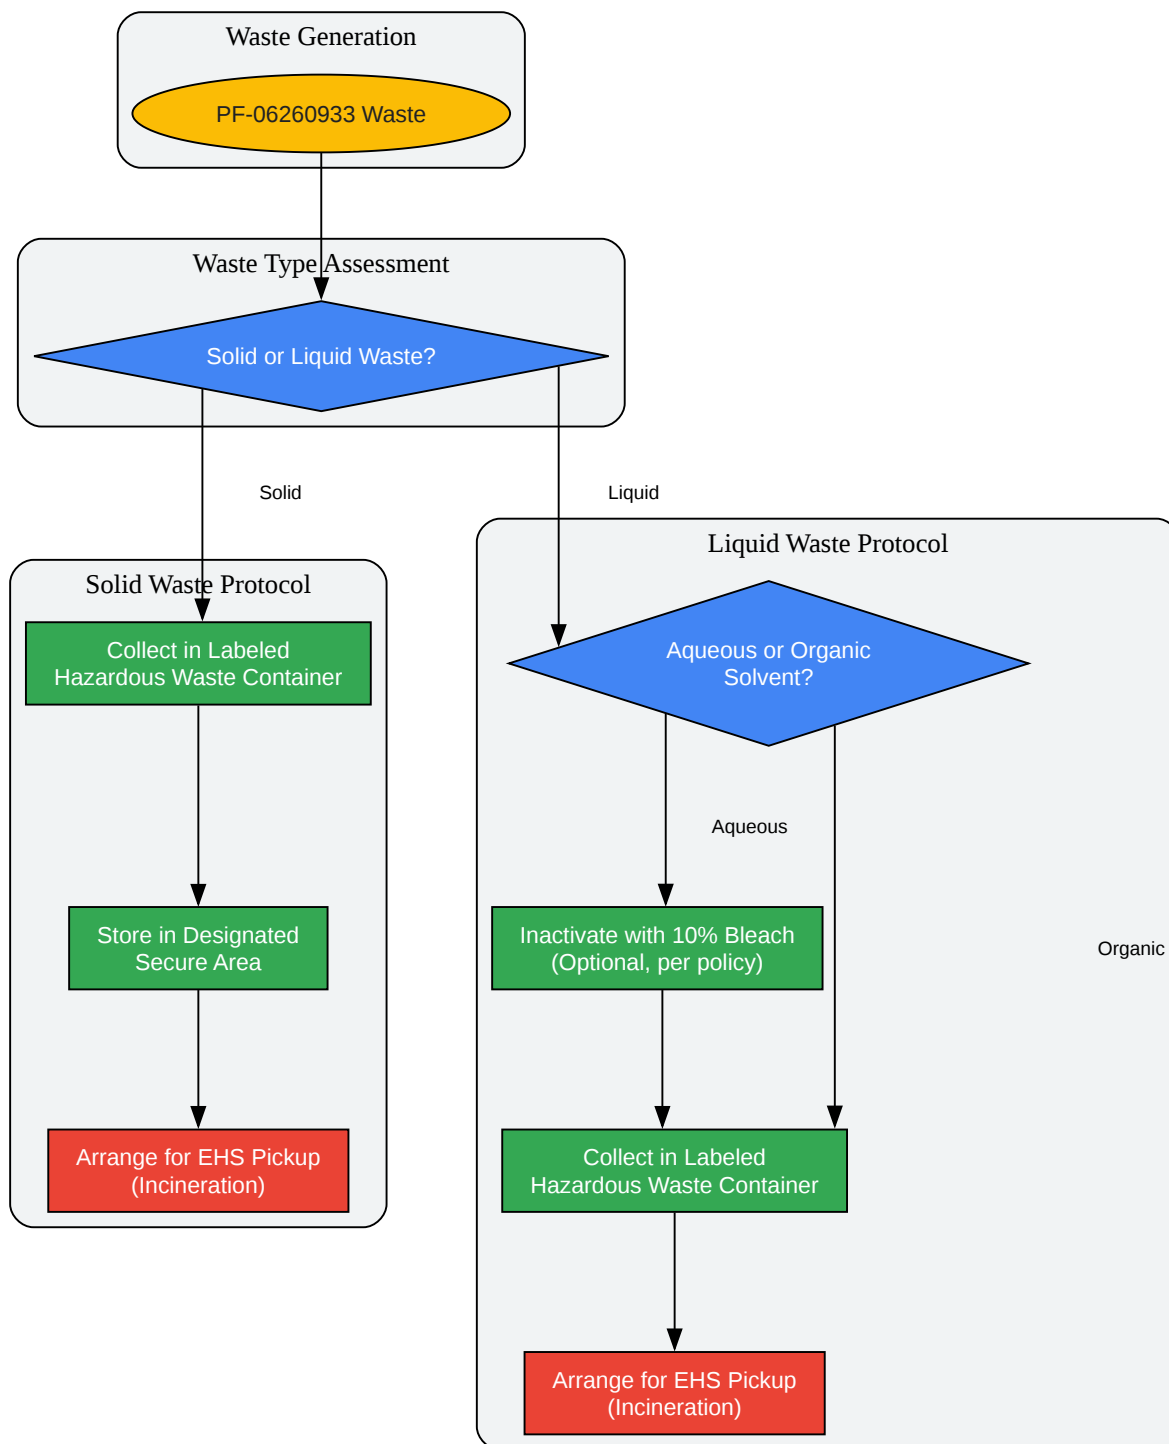 Waste Generation
PF-06260933 Waste
Waste Type Assessment
Solid or Liquid Waste?
Solid
Liquid
Solid Waste Protocol
Collect in Labeled
Hazardous Waste Container
Store in Designated
Secure Area
Arrange for EHS Pickup
(Incineration)
Liquid Waste Protocol
Aqueous or Organic
Solvent?
Aqueous
Organic
Inactivate with 10% Bleach
(Optional, per policy)
Collect in Labeled
Hazardous Waste Container
Arrange for EHS Pickup
(Incineration)